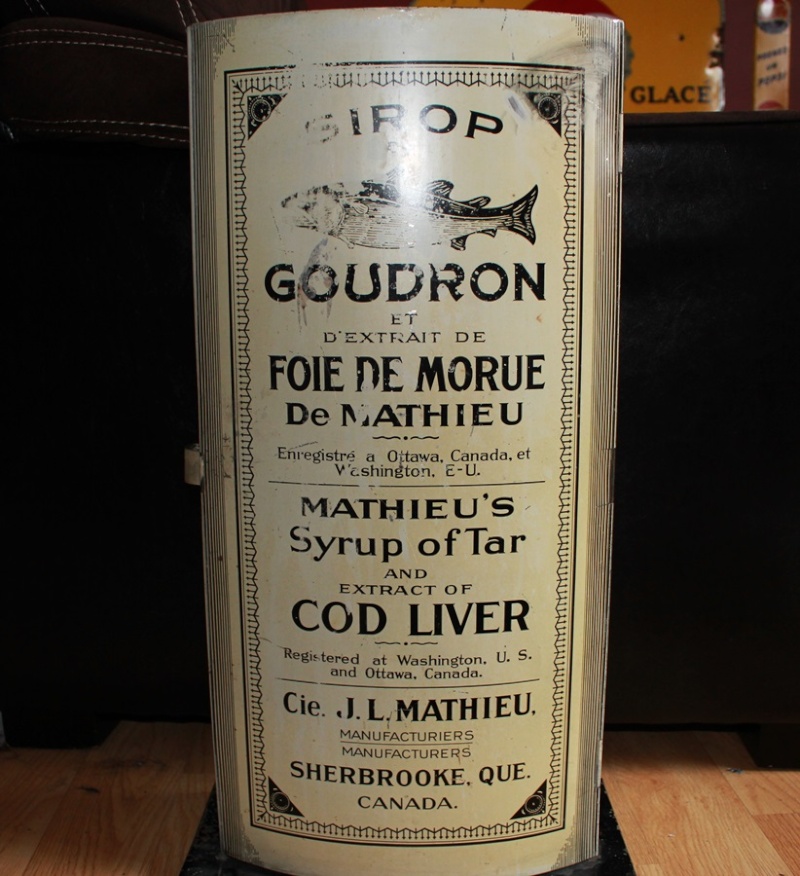 SIROP
GOUDRON
ET
D'EXTRAIT DE
FOIE DE MORUE
De MATHIEU
Enregistré a Ottawa, Canada, et
Washington, E-U.
MATHIEU'S
Syrup of Tar
AND
EXTRACT OF
COD LIVER
Registered at Washington, U. S.
and Ottawa, Canada.
Cie. J. L. MATHIEU,
MANUFACTURIERS
MANUFACTURERS
SHERBROOKE, QUE.
CANADA.
GLACE